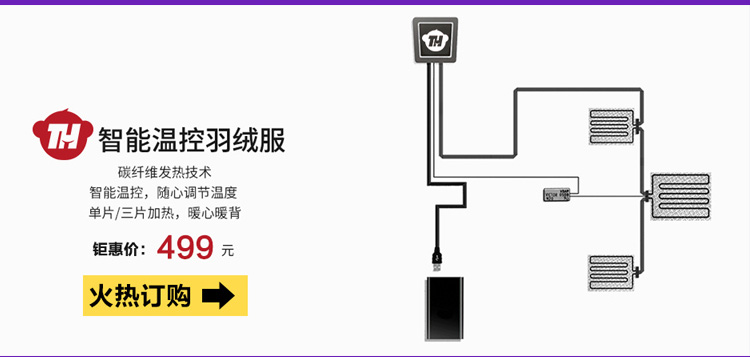 TH
TH
智能温控羽绒服
碳纤维发热技术
智能温控，随心调节温度
单片/三片加热，暖心暖背
钜惠价：499 元
火热订购